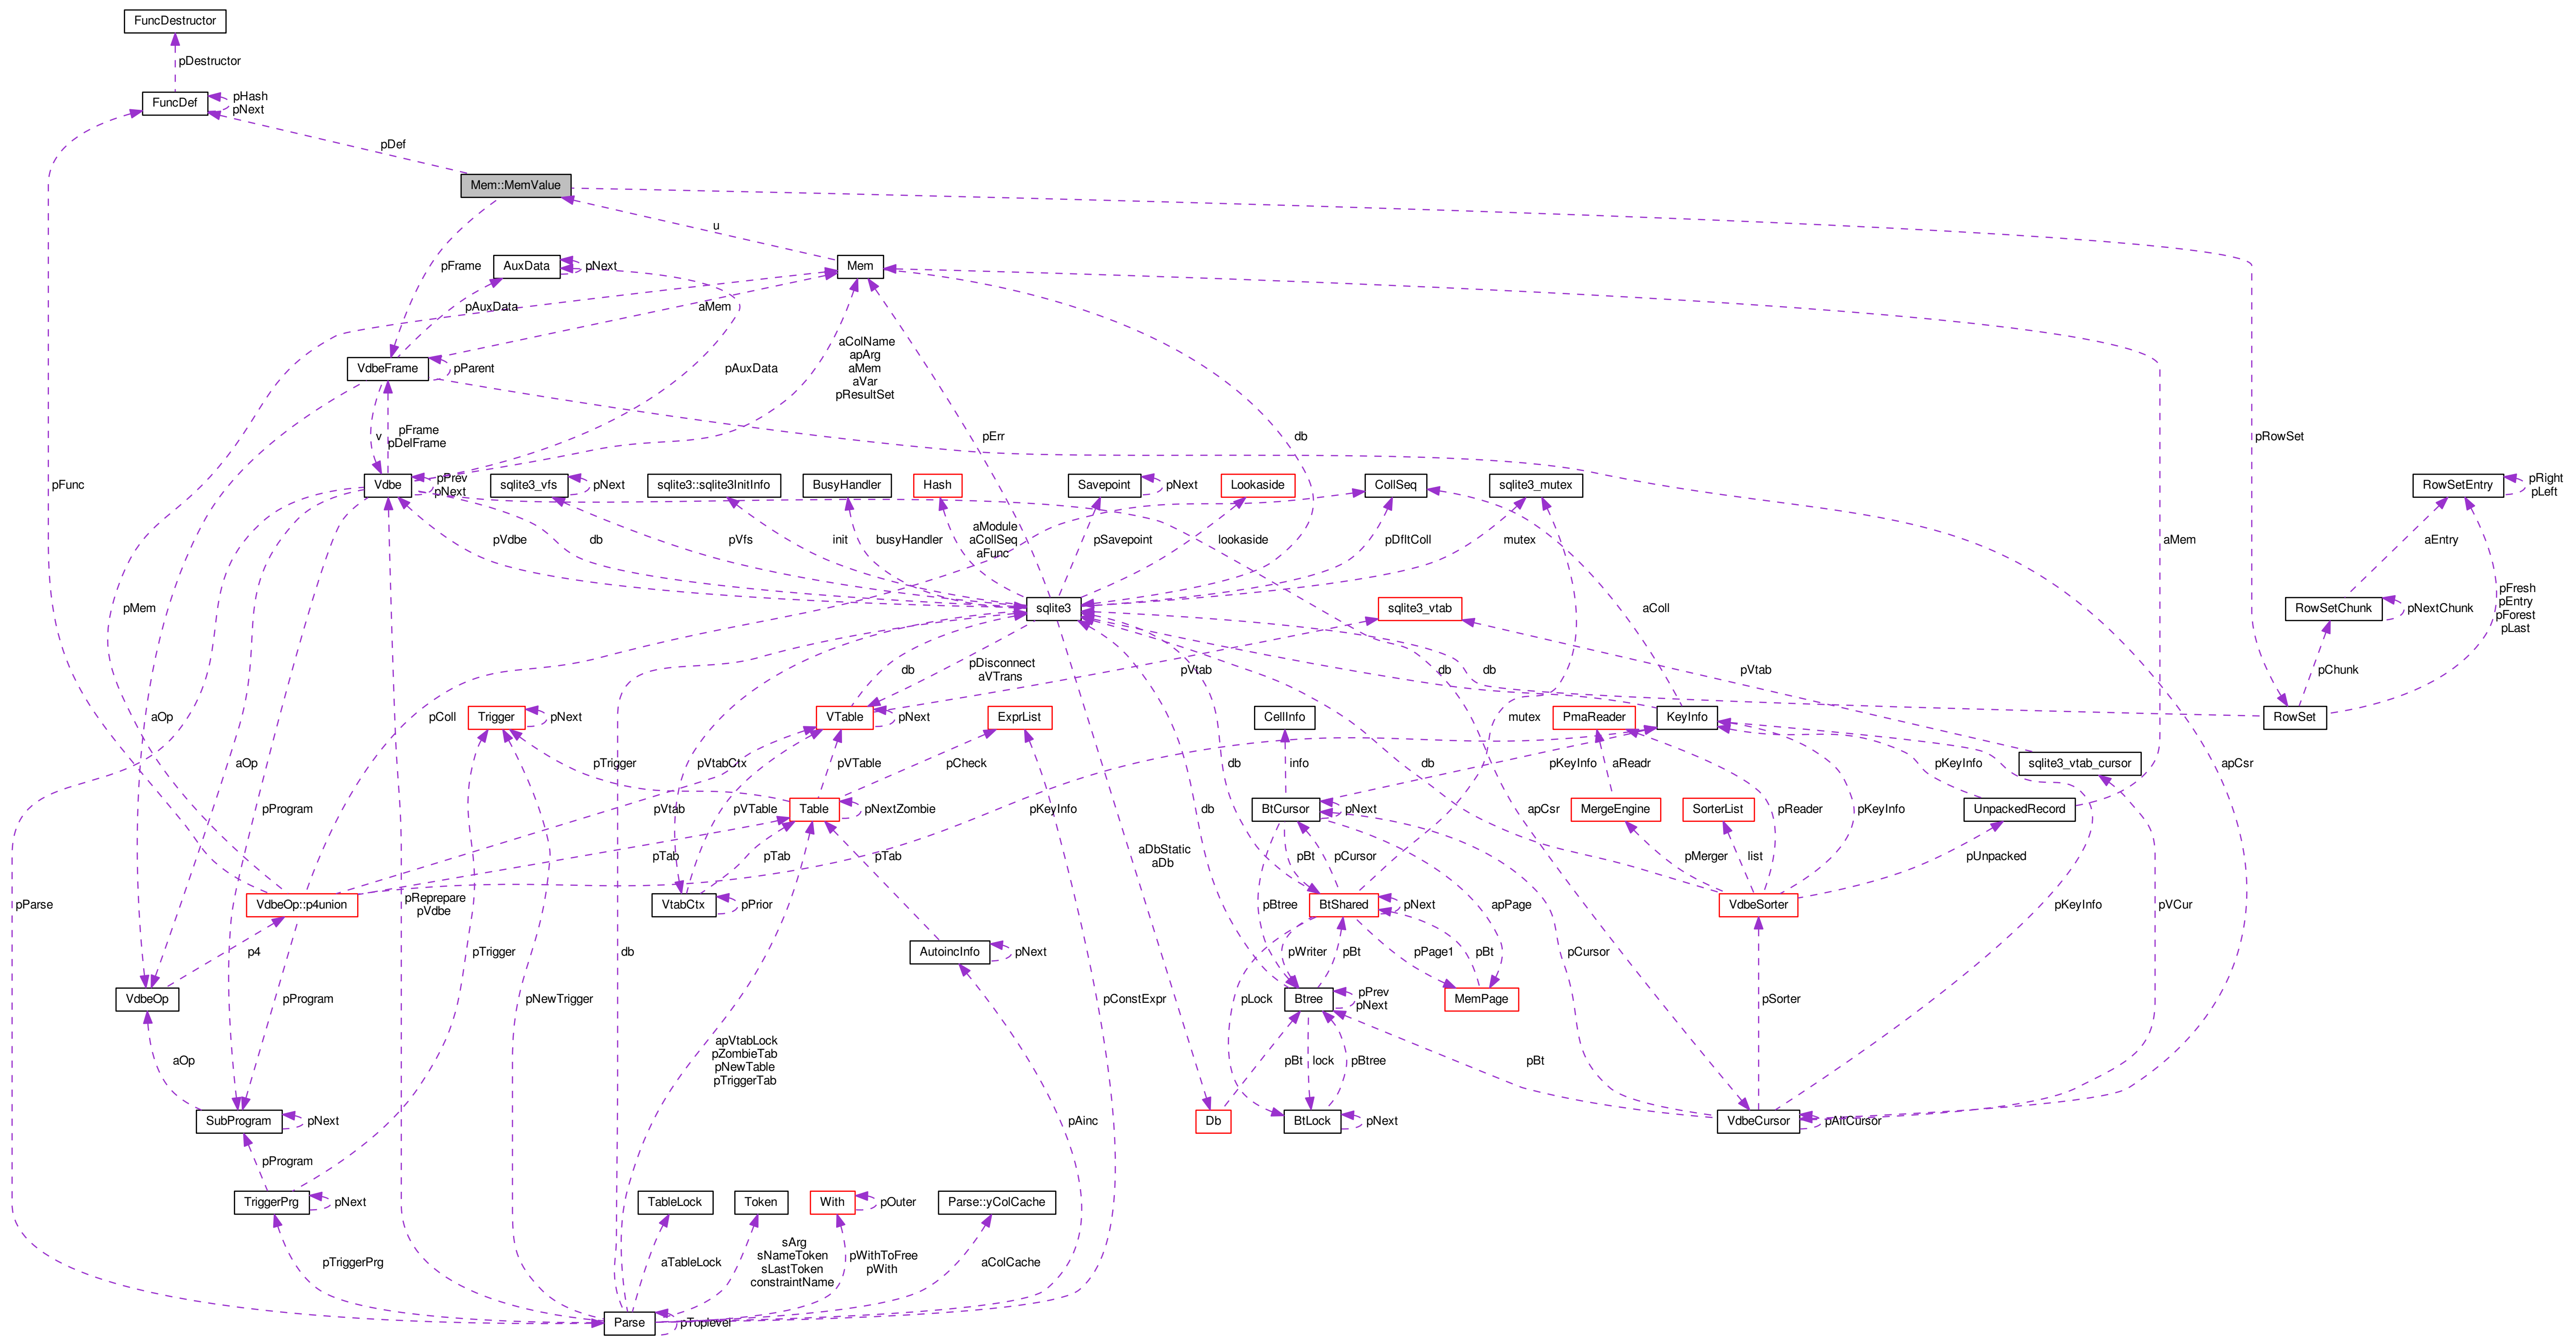 FuncDestructor
pDestructor
FuncDef
pHash
pNext
pDef
Mem::MemValue
u
pFrame
AuxData
pNext
Mem
pAuxData
aMem
VdbeFrame
pParent
pAuxData
aColName
apArg
aMem
aVar
pResultSet
v
pFrame
pDelFrame
pErr
db
pRowSet
pFunc
Vdbe
pPrev
pNext
sqlite3_vfs
pNext
sqlite3::sqlite3InitInfo
BusyHandler
Hash
Savepoint
pNext
Lookaside
CollSeq
sqlite3_mutex
RowSetEntry
pRight
pLeft
pVdbe
db
pVfs
init
busyHandler
aModule
aCollSeq
aFunc
pSavepoint
lookaside
pDfltColl
mutex
aMem
aEntry
pMem
sqlite3
sqlite3_vtab
aColl
RowSetChunk
pNextChunk
pFresh
pEntry
pForest
pLast
db
pDisconnect
aVTrans
pVtab
db
db
pVtab
pChunk
aOp
pColl
Trigger
pNext
VTable
pNext
ExprList
CellInfo
mutex
PmaReader
KeyInfo
RowSet
aOp
pTrigger
pVtabCtx
pVTable
pCheck
db
db
info
pKeyInfo
aReadr
pKeyInfo
sqlite3_vtab_cursor
apCsr
pProgram
pVtab
pVTable
Table
pNextZombie
pKeyInfo
db
BtCursor
pNext
apCsr
MergeEngine
SorterList
pReader
pKeyInfo
UnpackedRecord
pTab
pTab
pTab
aDbStatic
aDb
pBt
pCursor
pMerger
list
pUnpacked
pParse
VdbeOp::p4union
pReprepare
pVdbe
VtabCtx
pPrior
pBtree
apPage
BtShared
pNext
VdbeSorter
pKeyInfo
pVCur
p4
pTrigger
db
AutoincInfo
pNext
pWriter
pBt
pPage1
pBt
pCursor
VdbeOp
pProgram
pNewTrigger
pConstExpr
pLock
Btree
pPrev
pNext
MemPage
pSorter
aOp
apVtabLock
pZombieTab
pNewTable
pTriggerTab
pBt
lock
pBtree
pBt
SubProgram
pNext
pAinc
Db
BtLock
pNext
VdbeCursor
pAltCursor
pProgram
TriggerPrg
pNext
TableLock
Token
With
pOuter
Parse::yColCache
pTriggerPrg
aTableLock
sArg
sNameToken
sLastToken
constraintName
pWithToFree
pWith
aColCache
Parse
pToplevel